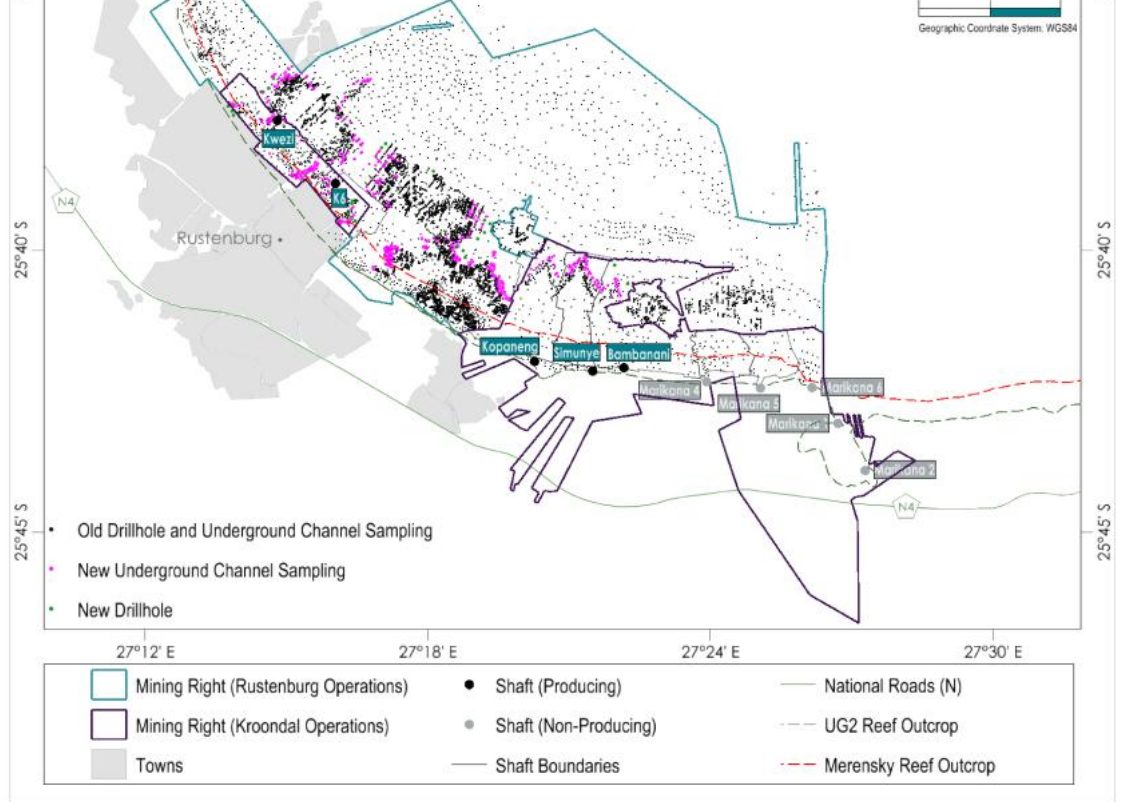 Geographic Coordnate System: WGS84
Kwezi
N4
K6
Rustenburg
25°40' S
25°40' S
Kopaneng
Simunye
Bambanani
Marikana 4
Marikana 6
Marikana 5
Marikana
Marikana 2
N4
25°45' S
25°45' S
Old Drillhole and Underground Channel Sampling
New Underground Channel Sampling
New Drillhole
27°12' E
27°18' E
27°24' E
27°30' E
Mining Right (Rustenburg Operations)
Shaft (Producing)
National Roads (N)
Mining Right (Kroondal Operations)
Shaft (Non-Producing)
UG2 Reef Outcrop
Towns
Shaft Boundaries
Merensky Reef Outcrop